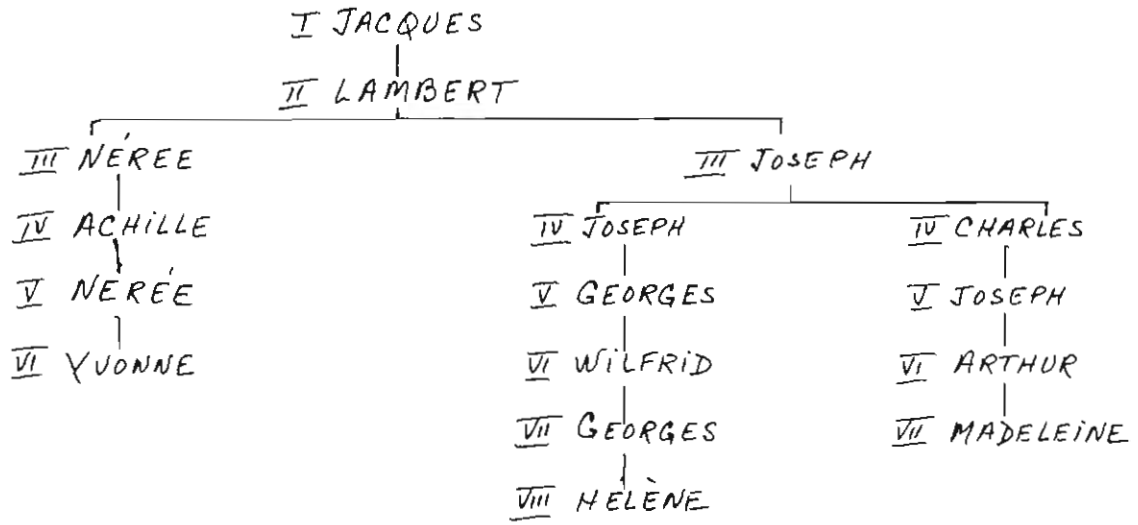 I JACQUES
II LAMBERT
III NÉREE
III JOSEPH
IV ACHiLLE
IV JOSEPH
IV CHARLES
V NERÉE
V GEORGES
V JOSEPH
VI YVONNE
VI WiLFRiD
VI ARTHUR
VII GEORGES
VII MADELEiNE
VIII HÉLÈNE